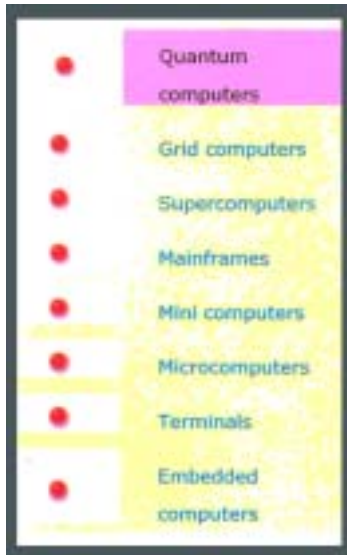 Quantum
computers
Grid computers
Supercomputers
Mainframes
Mini computers
Microcomputers
Terminals
Embedded
computers